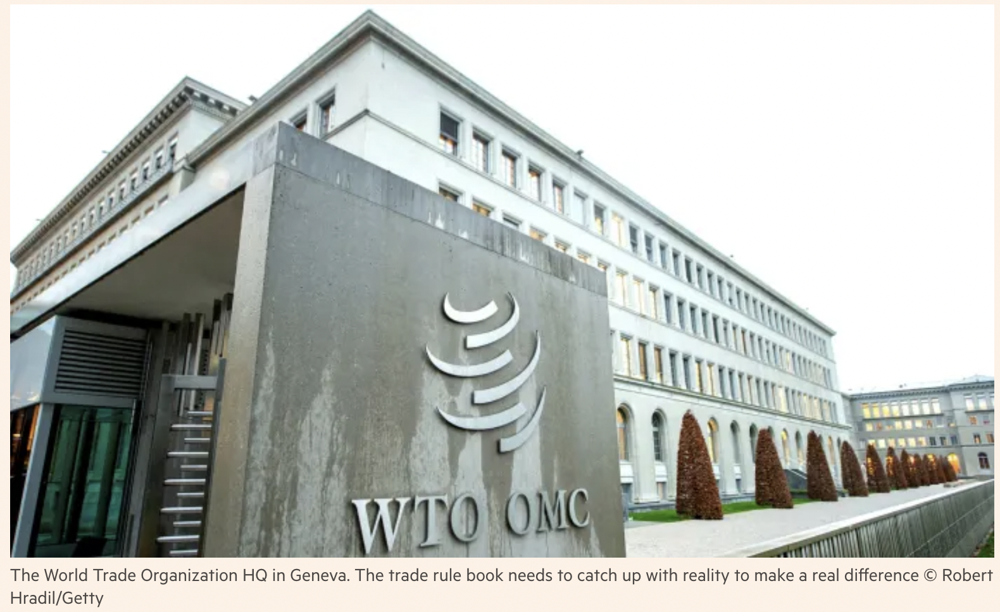 WTO OMC
The World Trade Organization HQ in Geneva. The trade rule book needs to catch up with reality to make a real difference © Robert
Hradil/Getty